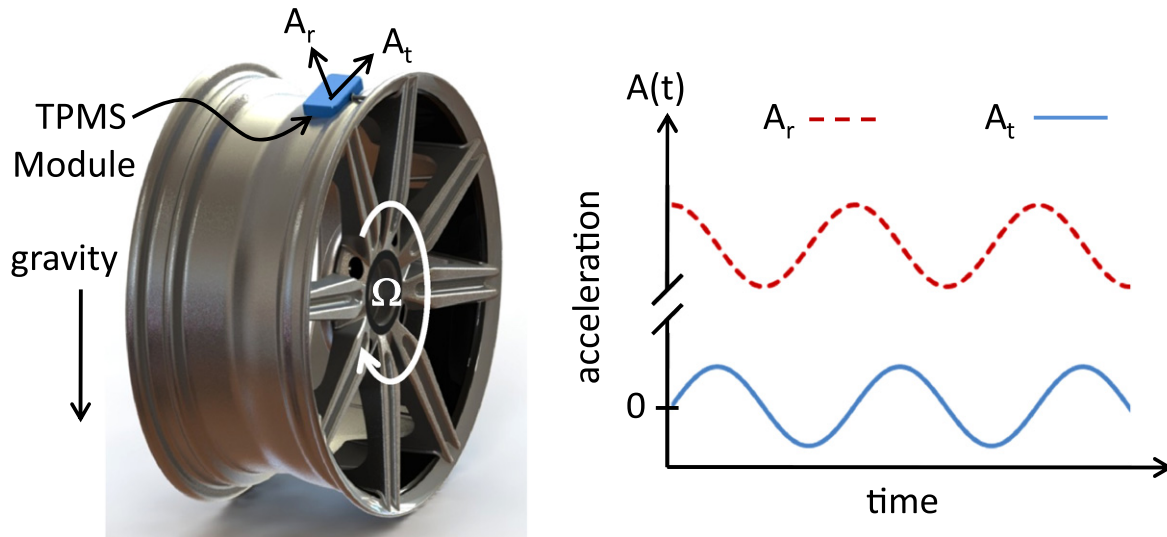 Ar
At
TPMS
Module
gravity
Ω
A(t)
Ar
At
acceleration
0
time